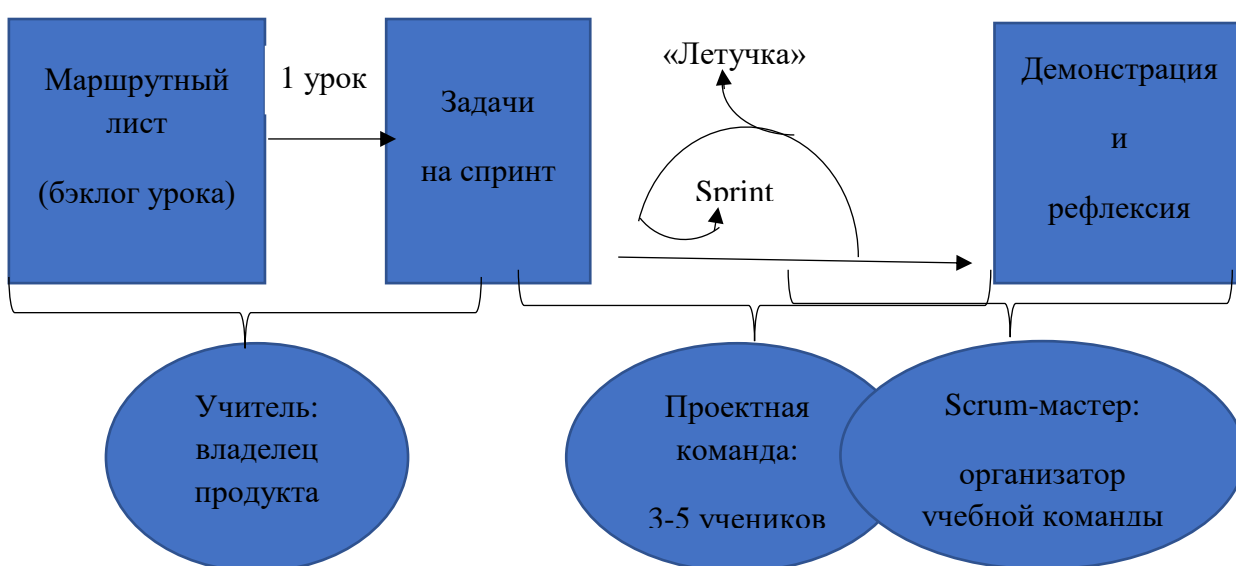 Маршрутный
лист
(бэклог урока)
1 урок
Задачи
на спринт
«Летучка»
Sprint
Демонстрация
и
рефлексия
Учитель:
владелец
продукта
Проектная
команда:
3-5 учеников
Scrum-мастер:
организатор
учебной команды